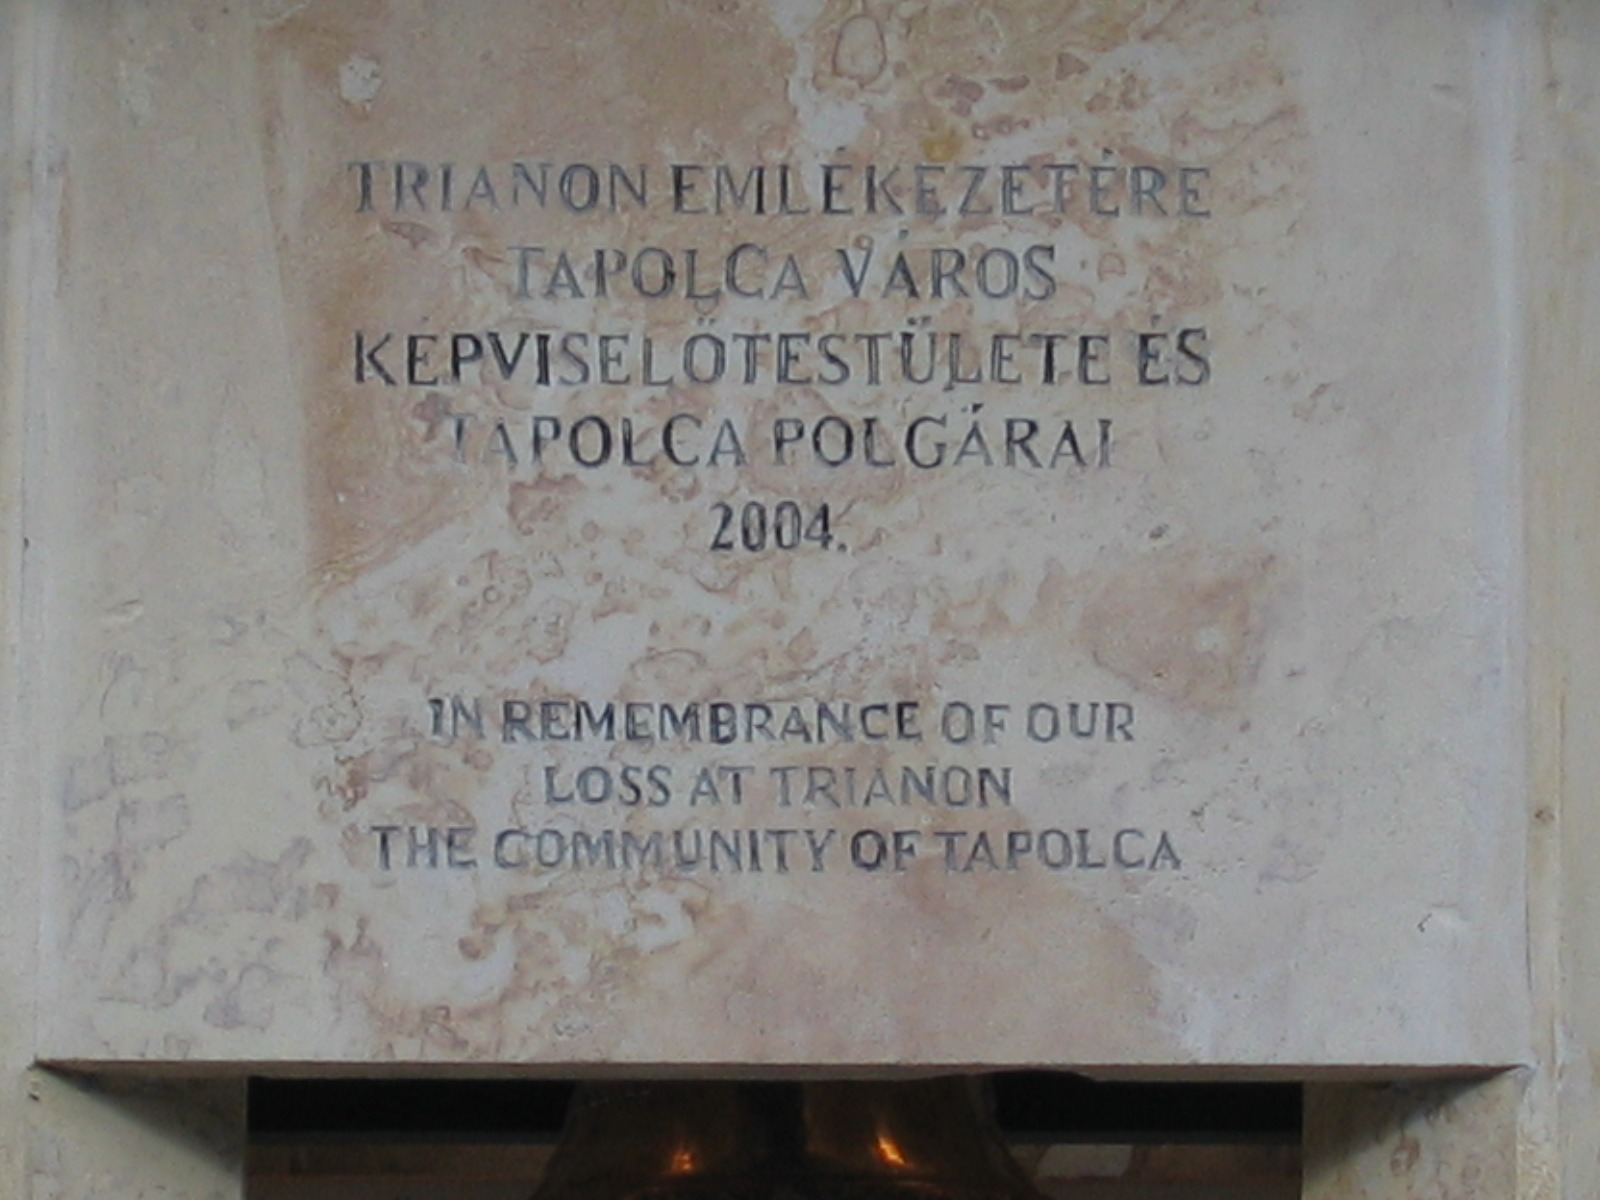 TRIANON EMLÉKEZETÉRE
TAPOLCA VÁROS
KÉPVISELŐTESTÜLETE ÉS
TAPOLCA POLGÁRAI
2004.
IN REMEMBRANCE OF OUR
LOSS AT TRIANON
THE COMMUNITY OF TAPOLCA